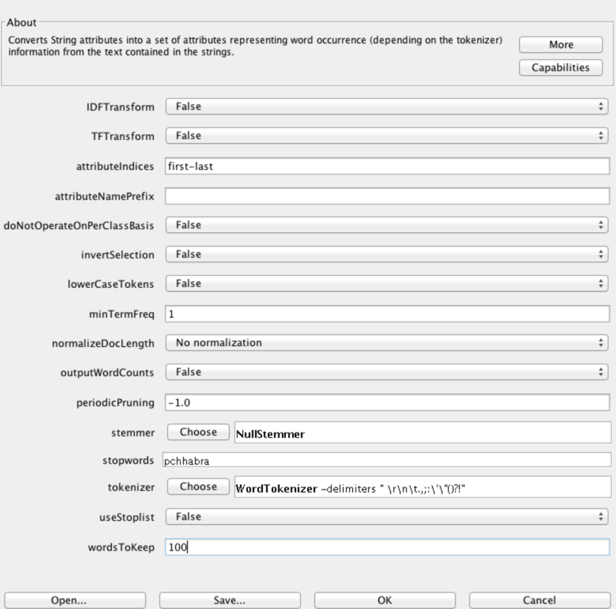 About
Converts String attributes into a set of attributes representing word occurrence (depending on the tokenizer)
information from the text contained in the strings.
More
Capabilities
IDFTransform False
TFTransform False
attributeIndices first-last
attributeNamePrefix
doNotOperateOnPerClassBasis False
invertSelection False
lowerCaseTokens False
minTermFreq 1
normalizeDocLength No normalization
outputWordCounts False
periodicPruning -1.0
stemmer Choose NullStemmer
stopwords pchhabra
tokenizer Choose WordTokenizer -delimiters " \r\n\t.,;:\'\"()?!"
useStoplist False
wordsToKeep 100
Open... Save... OK Cancel